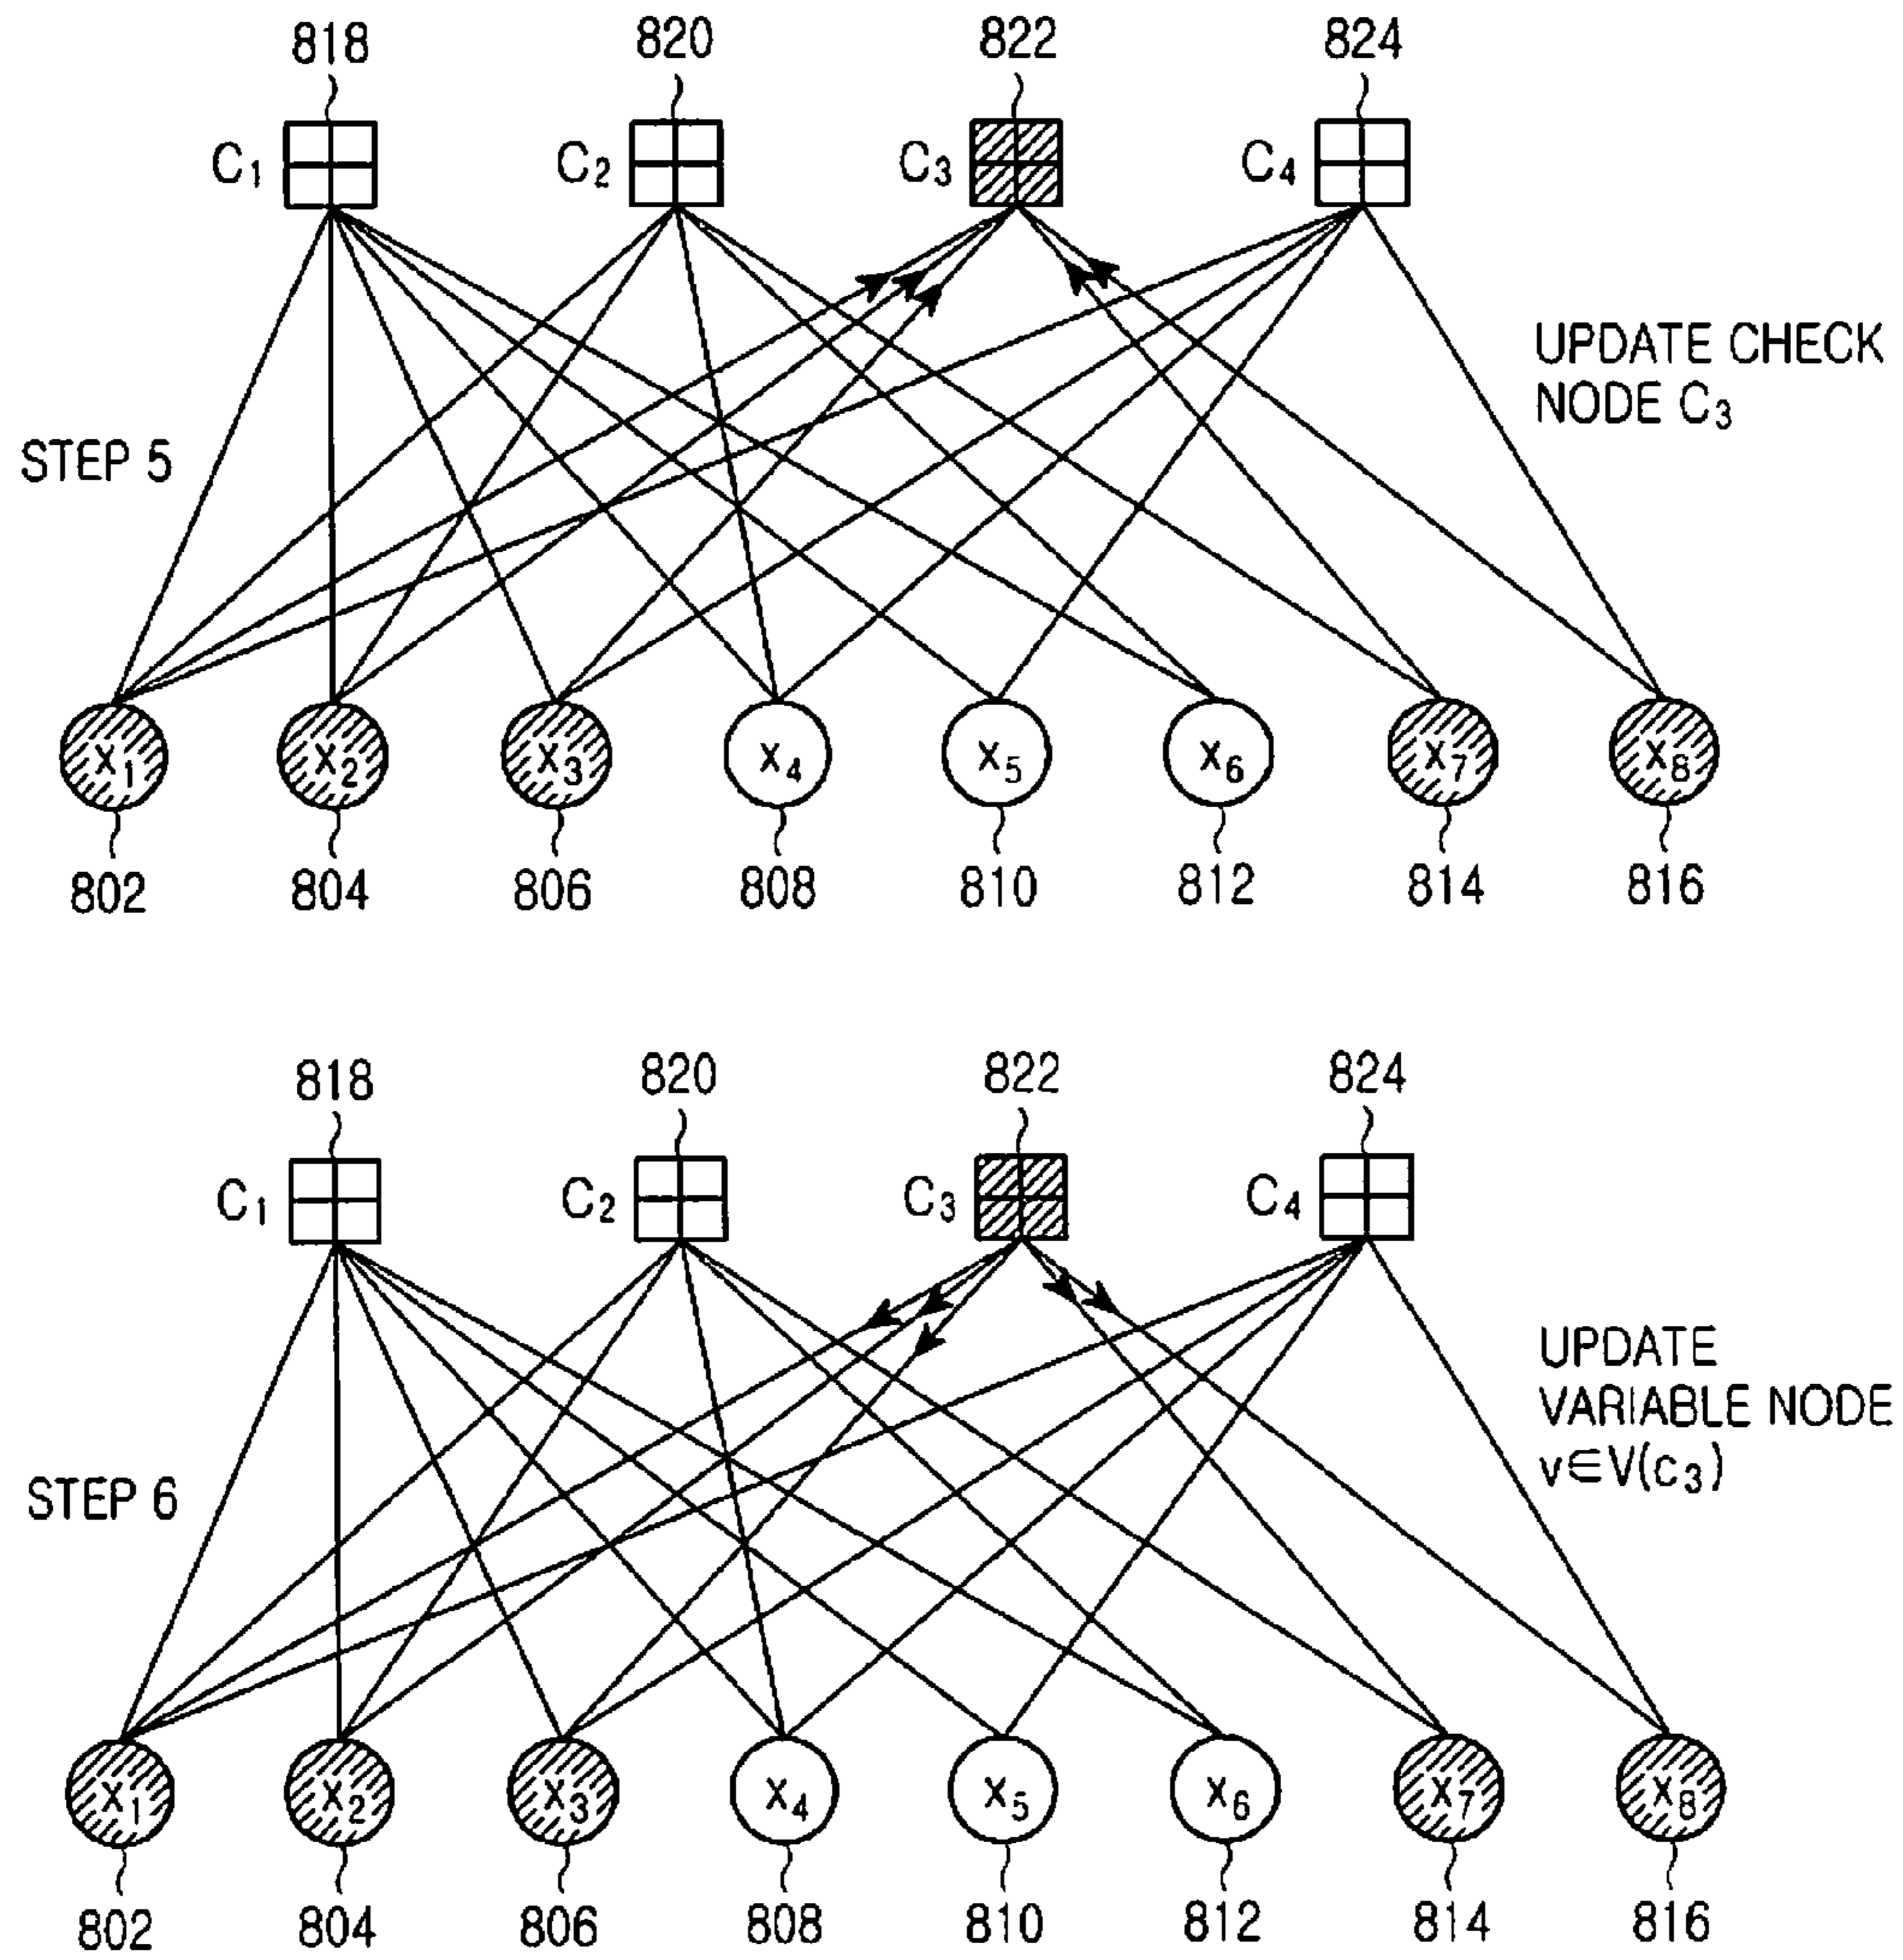 818 820 822 824
C1 C2 C3 C4
UPDATE CHECK
NODE C3
STEP 5
x1 x2 x3 x4 x5 x6 x7 x8
802 804 806 808 810 812 814 816
818 820 822 824
C1 C2 C3 C4
UPDATE
VARIABLE NODE
v∈V(c3)
STEP 6
x1 x2 x3 x4 x5 x6 x7 x8
802 804 806 808 810 812 814 816